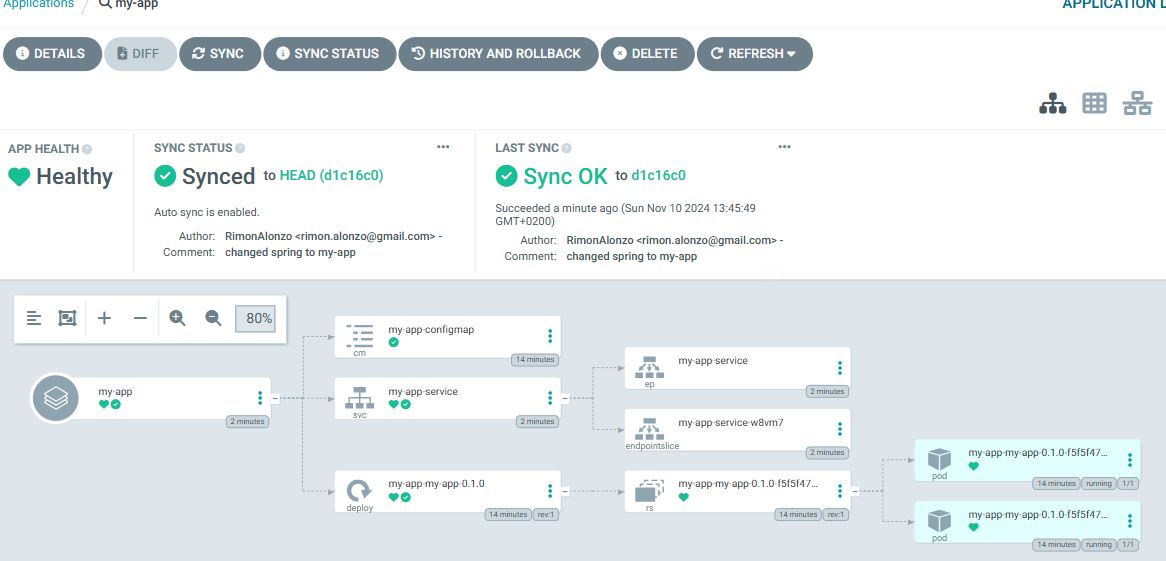 Applications / my-app
APPLICATION
DETAILS
DIFF
SYNC
SYNC STATUS
HISTORY AND ROLLBACK
DELETE
REFRESH
APP HEALTH
Healthy
SYNC STATUS
Synced to HEAD (d1c16c0)
Auto sync is enabled.
Author: RimonAlonzo <rimon.alonzo@gmail.com> -
Comment: changed spring to my-app
LAST SYNC
Sync OK to d1c16c0
Succeeded a minute ago (Sun Nov 10 2024 13:45:49
GMT+0200)
Author: RimonAlonzo <rimon.alonzo@gmail.com> -
Comment: changed spring to my-app
80%
my-app
2 minutes
cm
my-app-configmap
14 minutes
svc
my-app-service
2 minutes
deploy
my-app-my-app-0.1.0
14 minutes
rev:1
ep
my-app-service
2 minutes
endpointslice
my-app-service-w8vm7
2 minutes
rs
my-app-my-app-0.1.0-f5f5f47...
14 minutes
rev:1
pod
my-app-my-app-0.1.0-f5f5f47...
14 minutes
running
1/1
pod
my-app-my-app-0.1.0-f5f5f47...
14 minutes
running
1/1